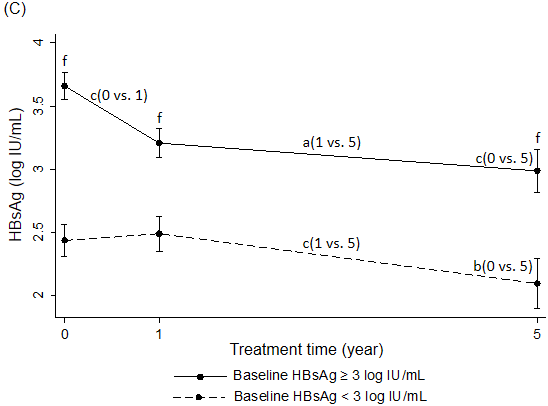 (C)
4
3.5
3
2.5
2
HBsAg (log IU/mL)
f
c(0 vs. 1)
f
a(1 vs. 5)
f
c(0 vs. 5)
c(1 vs. 5)
b(0 vs. 5)
0
1
5
Treatment time (year)
Baseline HBsAg ≥ 3 log IU/mL
Baseline HBsAg < 3 log IU/mL